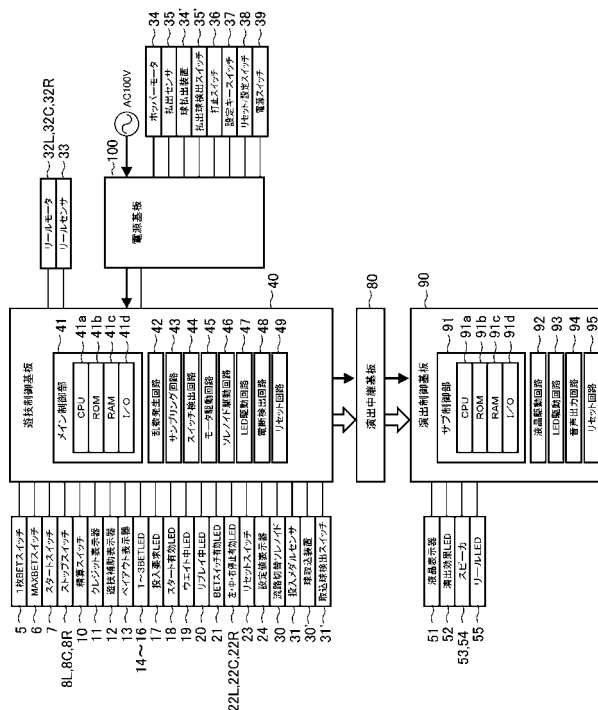 5 1枚BETスイッチ
6 MAXBETスイッチ
7 スタートスイッチ
8L,8C,8R ストップスイッチ
10 精算スイッチ
11 クレジット表示器
12 遊技補助表示器
13 ペイアウト表示器
14～16 1～3BETLED
17 投入要求LED
18 スタート有効LED
19 ウエイト中LED
20 リプレイ中LED
21 BETスイッチ有効LED
22L,22C,22R 左・中・右停止有効LED
23 リセットスイッチ
24 設定値表示器
30 流路切替ソレノイド
31 投入メダルセンサ
30' 球取込装置
31' 取込球検出スイッチ
遊技制御基板 40
メイン制御部 41
CPU 41a
ROM 41b
RAM 41c
I/O 41d
乱数発生回路 42
サンプリング回路 43
スイッチ検出回路 44
モータ駆動回路 45
ソレノイド駆動回路 46
LED駆動回路 47
電断検出回路 48
リセット回路 49
リールモータ 32L,32C,32R
リールセンサ 33
電源基板 100
AC100V
ホッパーモータ 34
払出センサ 35
球払出装置 34'
払出球検出スイッチ 35'
打止スイッチ 36
設定キースイッチ 37
リセット/設定スイッチ 38
電源スイッチ 39
演出中継基板 80
演出制御基板 90
サブ制御部 91
CPU 91a
ROM 91b
RAM 91c
I/O 91d
液晶駆動回路 92
LED駆動回路 93
音声出力回路 94
リセット回路 95
51 液晶表示器
52 演出効果LED
53,54 スピーカ
55 リールLED